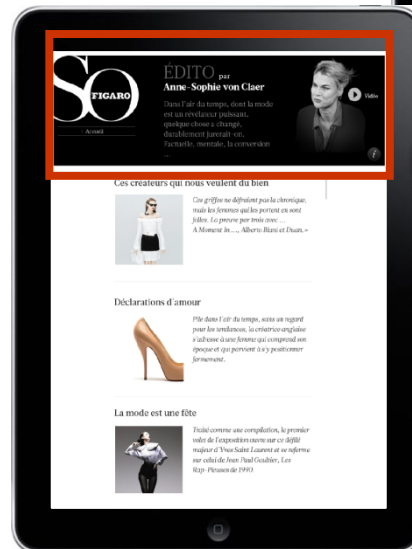 SO
FIGARO
Accueil
ÉDITO par
Anne-Sophie von Claer
Dans l'air du temps, dont la mode
est un révélateur puissant,
quelque chose a changé,
durablement jurerait-on.
Factuelle, mentale, la conversion
...
Vidéo
i
Ces créateurs qui nous veulent du bien
Ces griffes ne défraient pas la chronique,
mais les femmes qui les portent en sont
folles. La preuve par trois avec ...
A Moment In ..., Alberto Biani et Dsan. »
Déclarations d'amour
Pile dans l'air du temps, sans un regard
pour les tendances, la créatrice anglaise
s'adresse à une femme qui comprend son
époque et qui parvient à s'y positionner
fermement.
La mode est une fête
Traité comme une compilation, le premier
volet de l'exposition ouvre sur ce défilé
majeur d'Yves Saint Laurent et se referme
sur celui de Jean Paul Gaultier, Les
Rap-Pieuses de 1990.